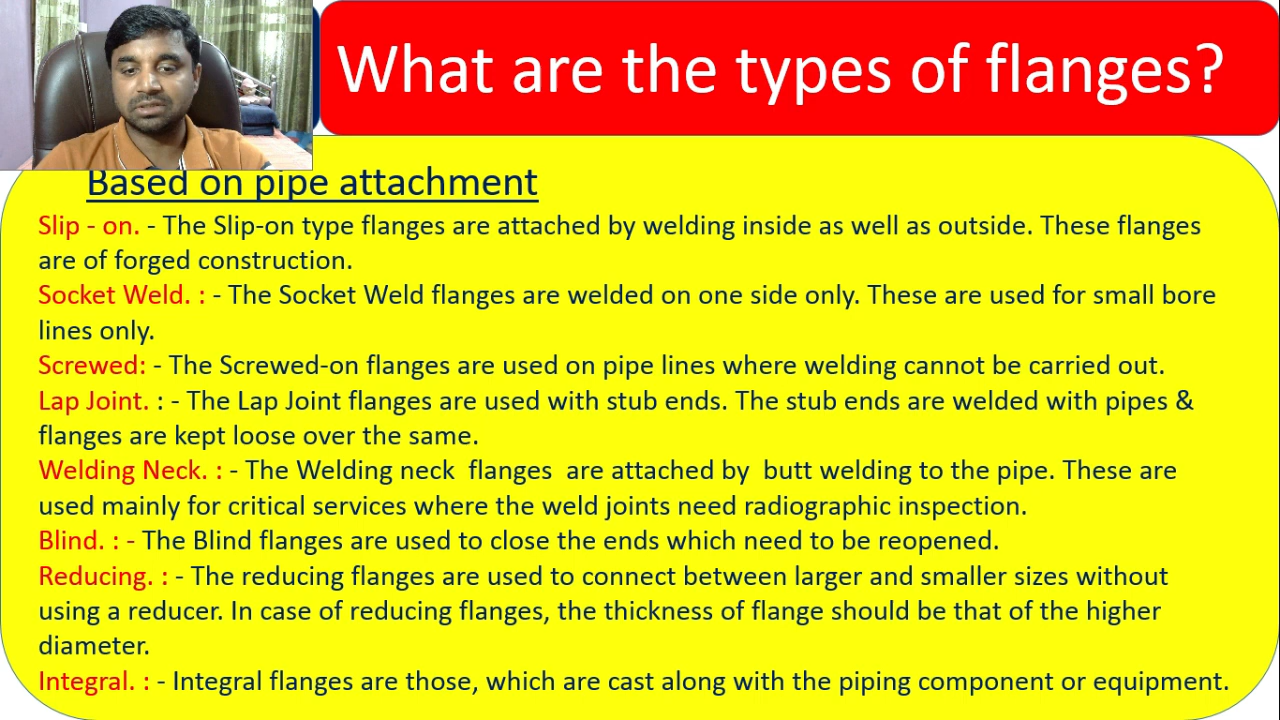 What are the types of flanges?
Based on pipe attachment
Slip - on. - The Slip-on type flanges are attached by welding inside as well as outside. These flanges
are of forged construction.
Socket Weld. : - The Socket Weld flanges are welded on one side only. These are used for small bore
lines only.
Screwed: - The Screwed-on flanges are used on pipe lines where welding cannot be carried out.
Lap Joint. : - The Lap Joint flanges are used with stub ends. The stub ends are welded with pipes &
flanges are kept loose over the same.
Welding Neck. : - The Welding neck  flanges  are attached by  butt welding to the pipe. These are
used mainly for critical services where the weld joints need radiographic inspection.
Blind. : - The Blind flanges are used to close the ends which need to be reopened.
Reducing. : - The reducing flanges are used to connect between larger and smaller sizes without
using a reducer. In case of reducing flanges, the thickness of flange should be that of the higher
diameter.
Integral. : - Integral flanges are those, which are cast along with the piping component or equipment.